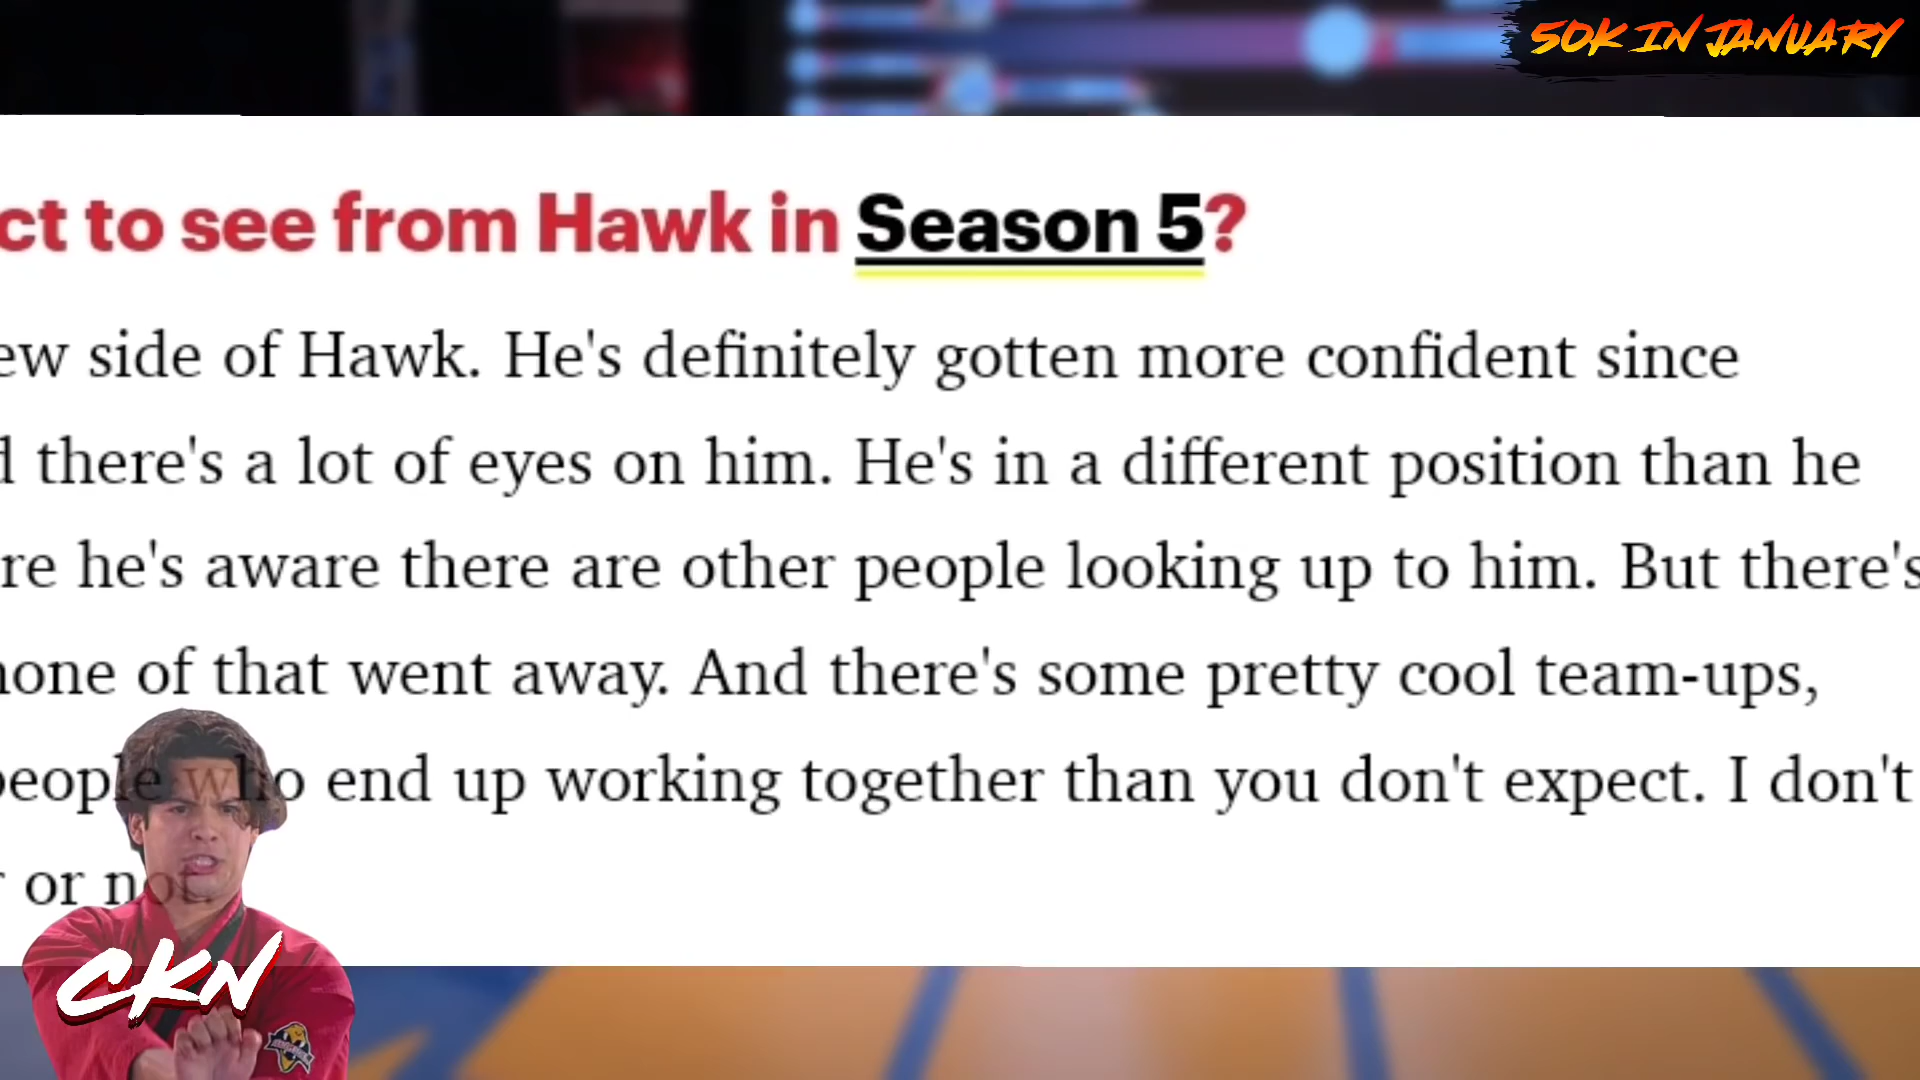 50K IN JANUARY
ct to see from Hawk in Season 5?
ew side of Hawk. He's definitely gotten more confident since
d there's a lot of eyes on him. He's in a different position than he
re he's aware there are other people looking up to him. But there's
none of that went away. And there's some pretty cool team-ups,
people who end up working together than you don't expect. I don't
r or not.
CKN